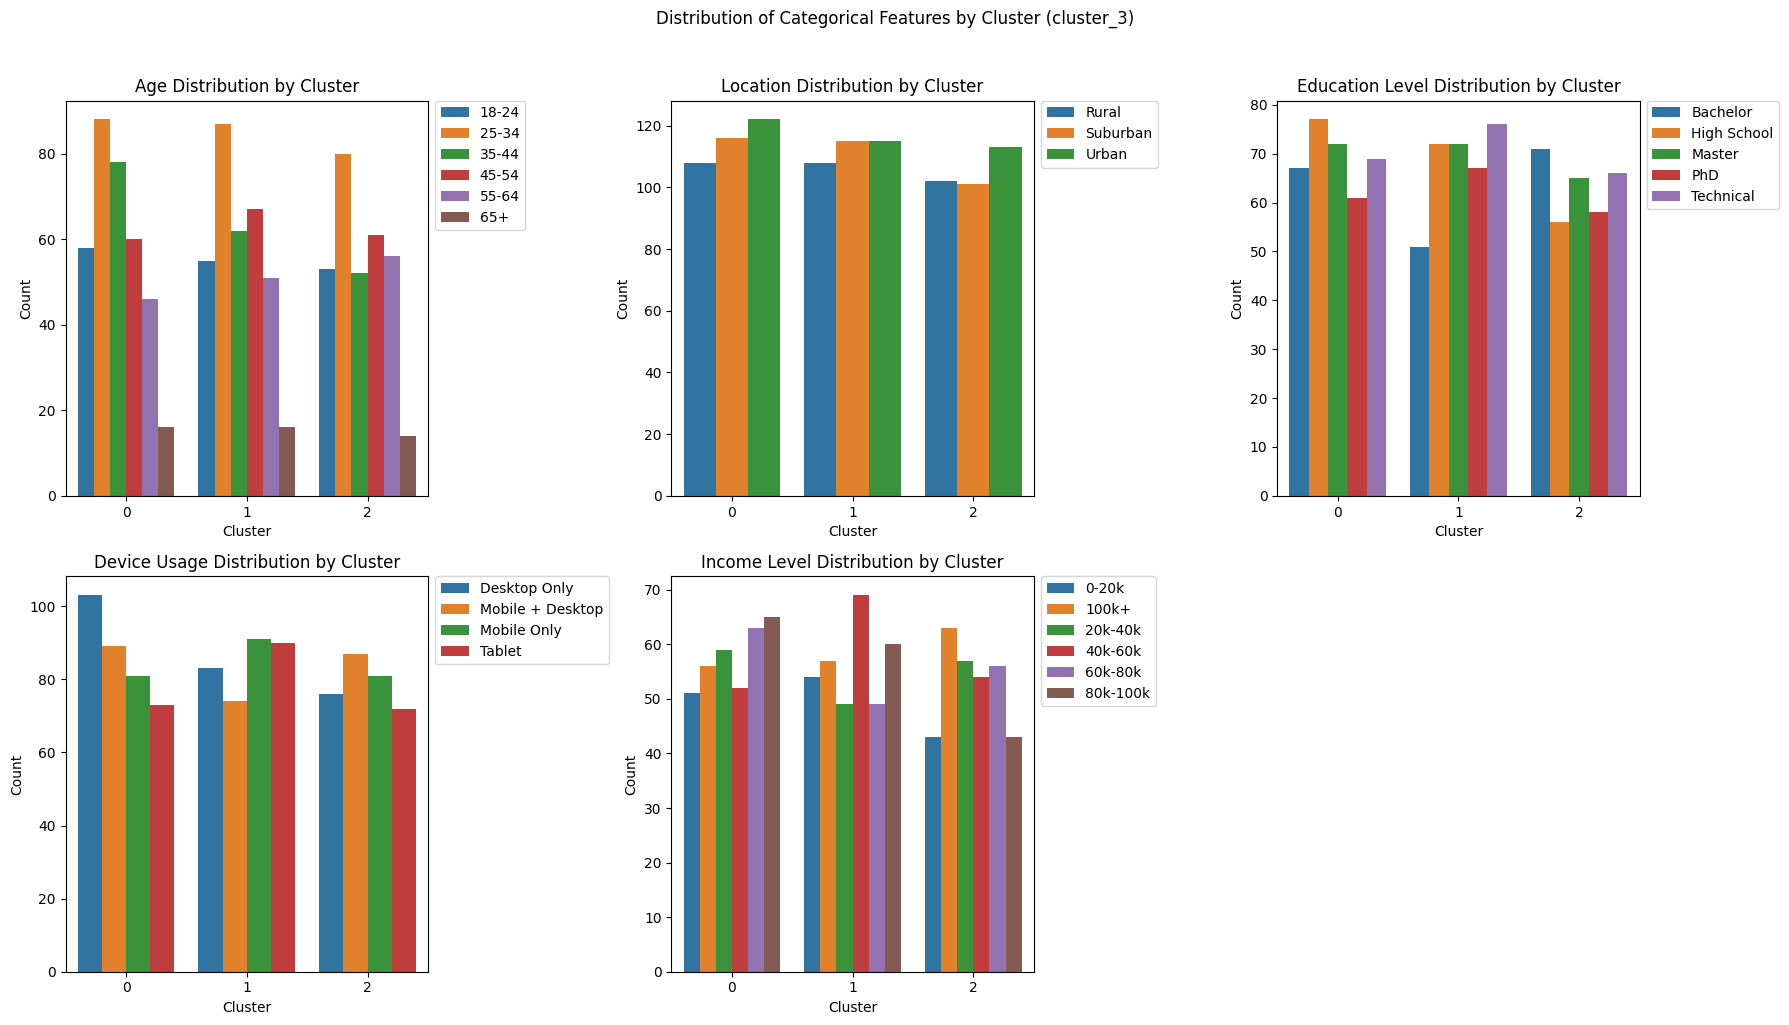 Distribution of Categorical Features by Cluster (cluster_3)
Age Distribution by Cluster
80
60
40
20
0
Count
0 1 2
Cluster
18-24
25-34
35-44
45-54
55-64
65+
Location Distribution by Cluster
120
100
80
60
40
20
0
Count
0 1 2
Cluster
Rural
Suburban
Urban
Education Level Distribution by Cluster
80
70
60
50
40
30
20
10
0
Count
0 1 2
Cluster
Bachelor
High School
Master
PhD
Technical
Device Usage Distribution by Cluster
100
80
60
40
20
0
Count
0 1 2
Cluster
Desktop Only
Mobile + Desktop
Mobile Only
Tablet
Income Level Distribution by Cluster
70
60
50
40
30
20
10
0
Count
0 1 2
Cluster
0-20k
100k+
20k-40k
40k-60k
60k-80k
80k-100k